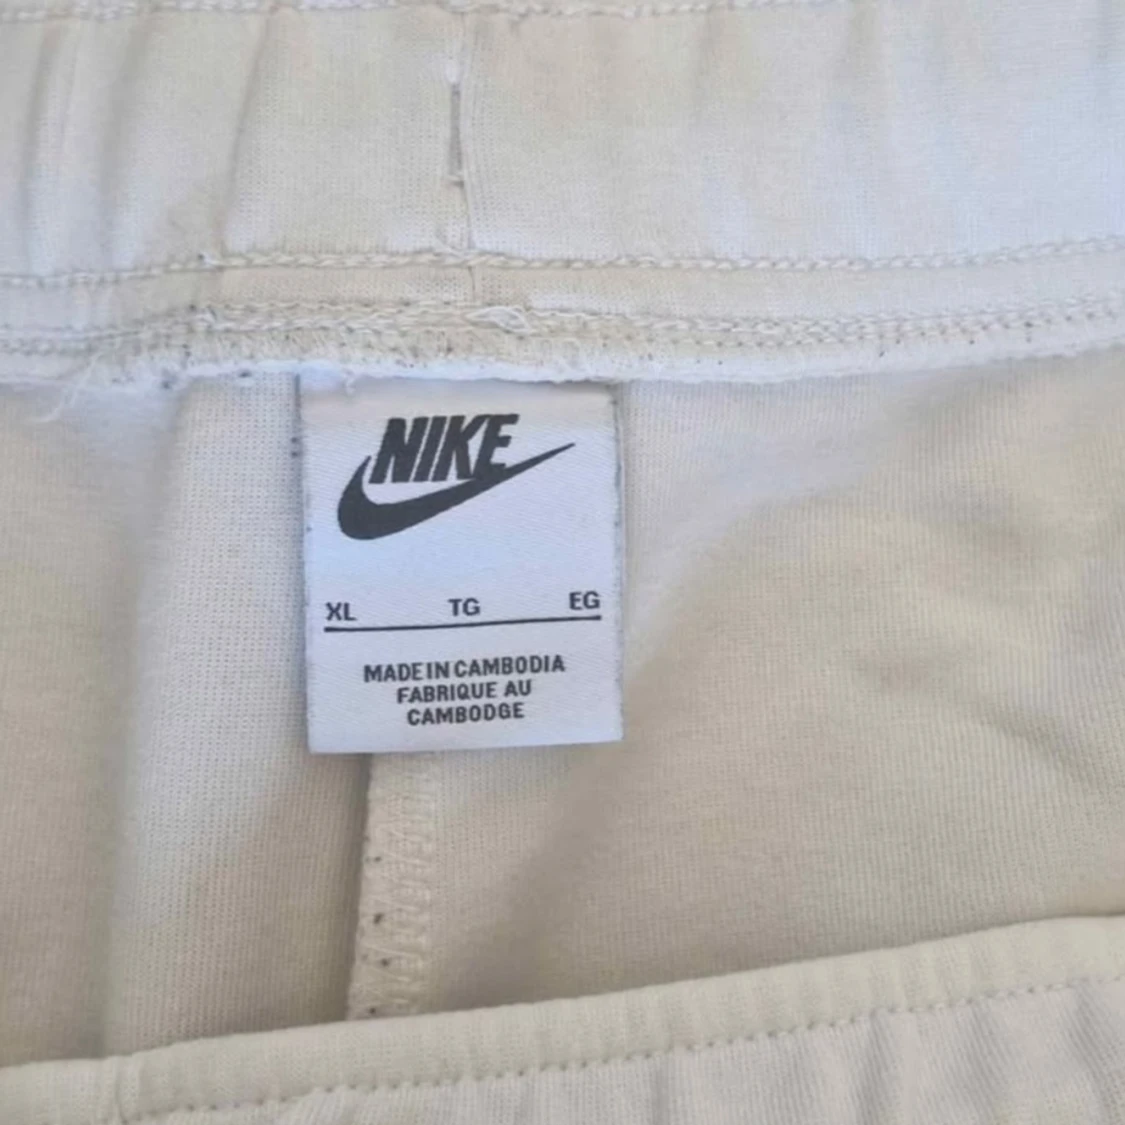 NIKE
XL TG EG
MADE IN CAMBODIA
FABRIQUE AU
CAMBODGE